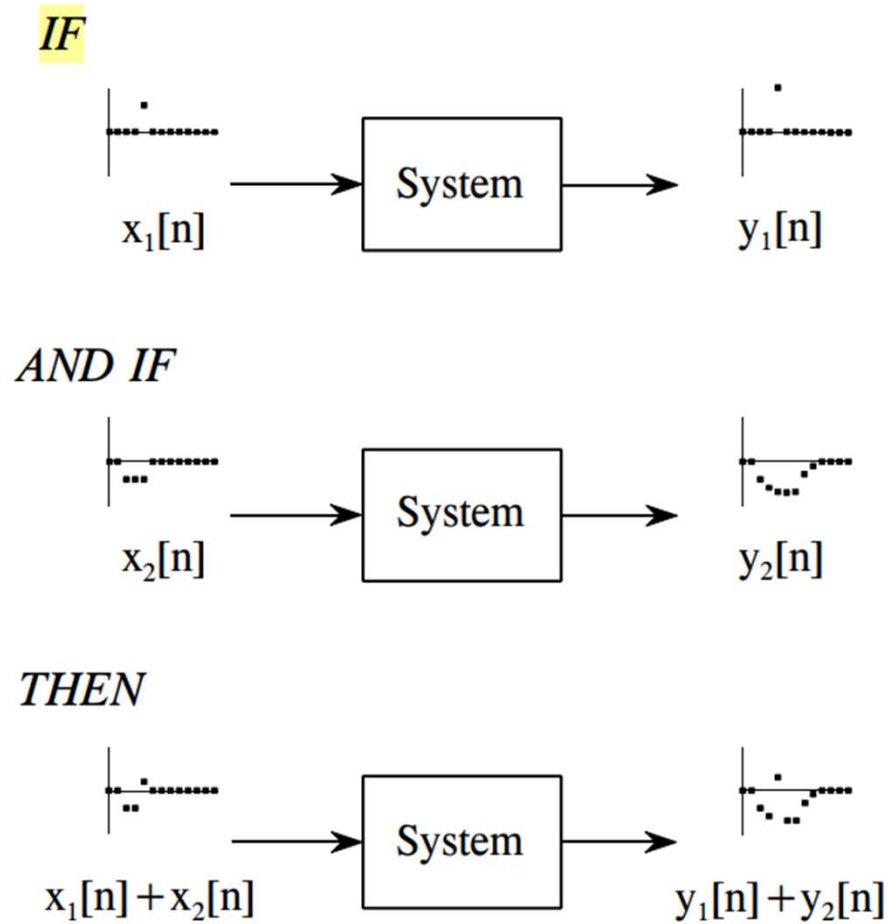 IF
System
x₁[n]
y₁[n]
AND IF
System
x₂[n]
y₂[n]
THEN
System
x₁[n]+x₂[n]
y₁[n]+y₂[n]